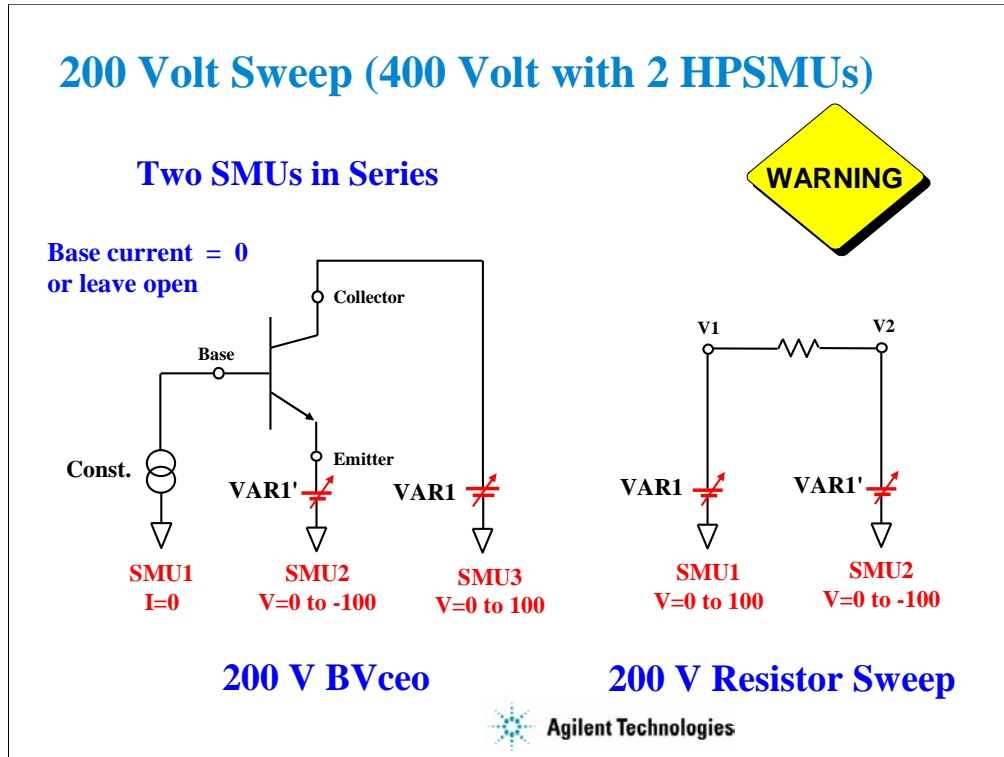 200 Volt Sweep (400 Volt with 2 HPSMUs)
Two SMUs in Series
WARNING
Base current = 0
or leave open
Collector
Base
Const.
Emitter
VAR1'
VAR1
SMU1
I=0
SMU2
V=0 to -100
SMU3
V=0 to 100
200 V BVceo
V1
V2
VAR1
VAR1'
SMU1
V=0 to 100
SMU2
V=0 to -100
200 V Resistor Sweep
Agilent Technologies